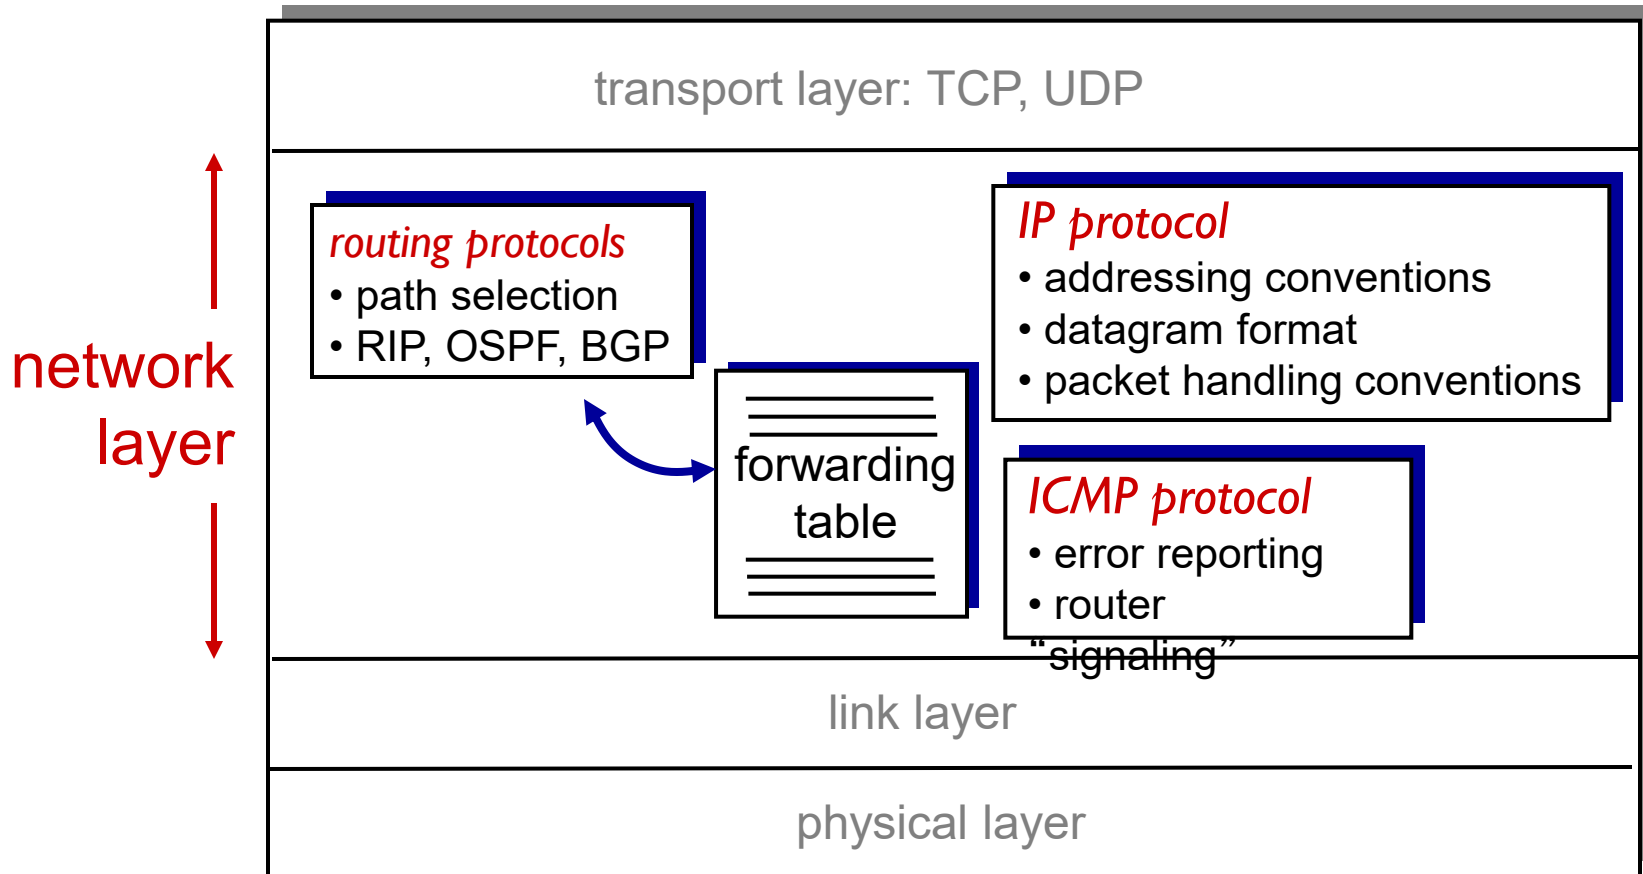 transport layer: TCP, UDP
network
layer
routing protocols
• path selection
• RIP, OSPF, BGP
forwarding
table
IP protocol
• addressing conventions
• datagram format
• packet handling conventions
ICMP protocol
• error reporting
• router
“signaling”
link layer
physical layer